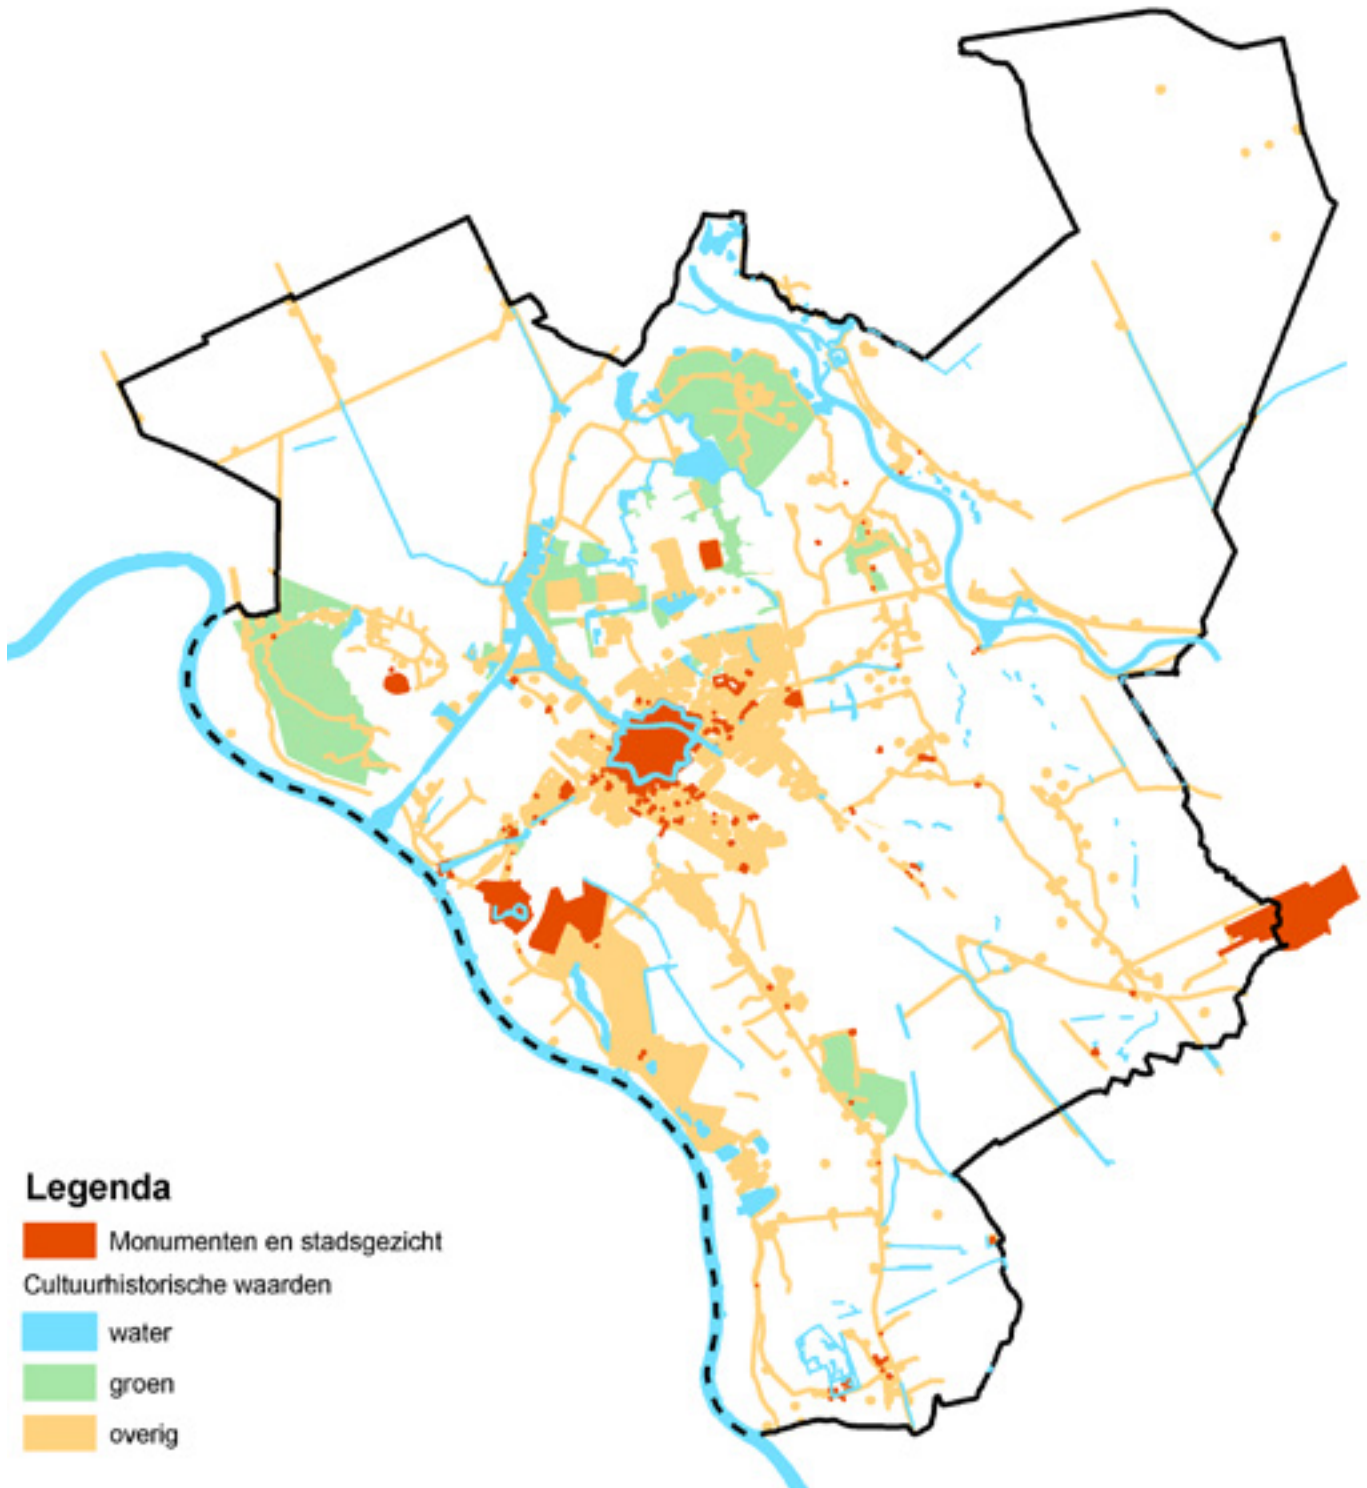 Legenda
Monumenten en stadsgezicht
Cultuurhistorische waarden
water
groen
overig